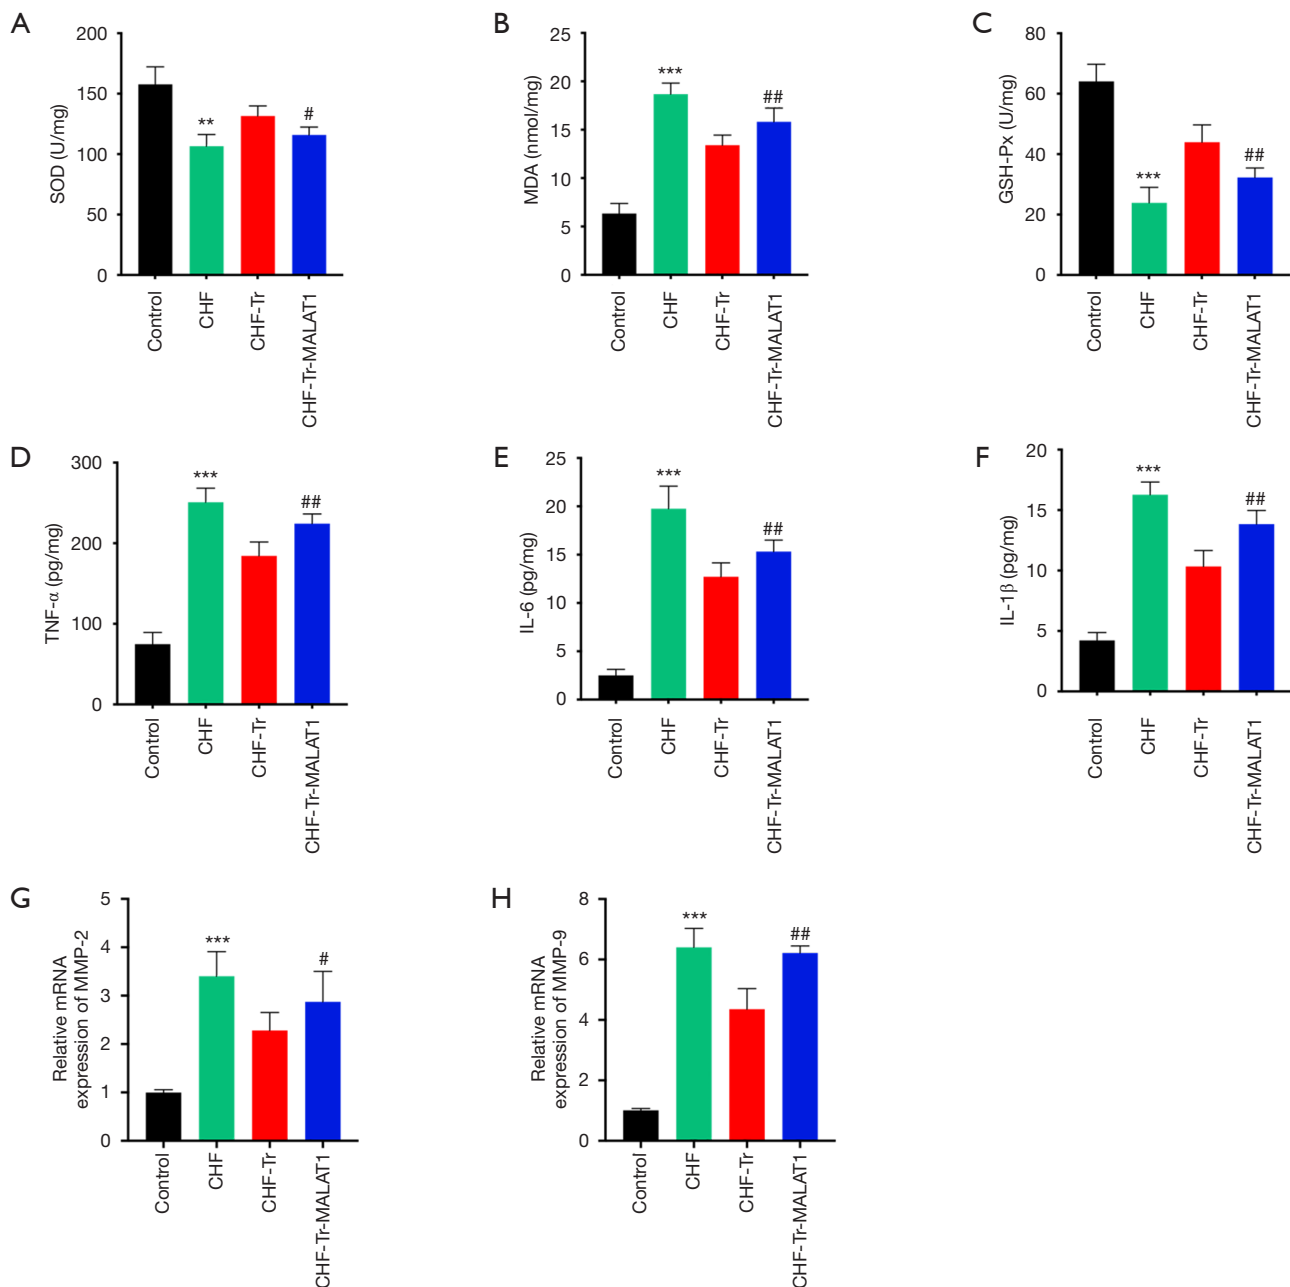 A
SOD (U/mg)
200
150
100
50
0
**
#
Control
CHF
CHF-Tr
CHF-Tr-MALAT1
B
MDA (nmol/mg)
25
20
15
10
5
0
***
##
Control
CHF
CHF-Tr
CHF-Tr-MALAT1
C
GSH-Px (U/mg)
80
60
40
20
0
***
##
Control
CHF
CHF-Tr
CHF-Tr-MALAT1
D
TNF-α (pg/mg)
300
200
100
0
***
##
Control
CHF
CHF-Tr
CHF-Tr-MALAT1
E
IL-6 (pg/mg)
25
20
15
10
5
0
***
##
Control
CHF
CHF-Tr
CHF-Tr-MALAT1
F
IL-1β (pg/mg)
20
15
10
5
0
***
##
Control
CHF
CHF-Tr
CHF-Tr-MALAT1
G
Relative mRNA
expression of MMP-2
5
4
3
2
1
0
***
#
Control
CHF
CHF-Tr
CHF-Tr-MALAT1
H
Relative mRNA
expression of MMP-9
8
6
4
2
0
***
##
Control
CHF
CHF-Tr
CHF-Tr-MALAT1